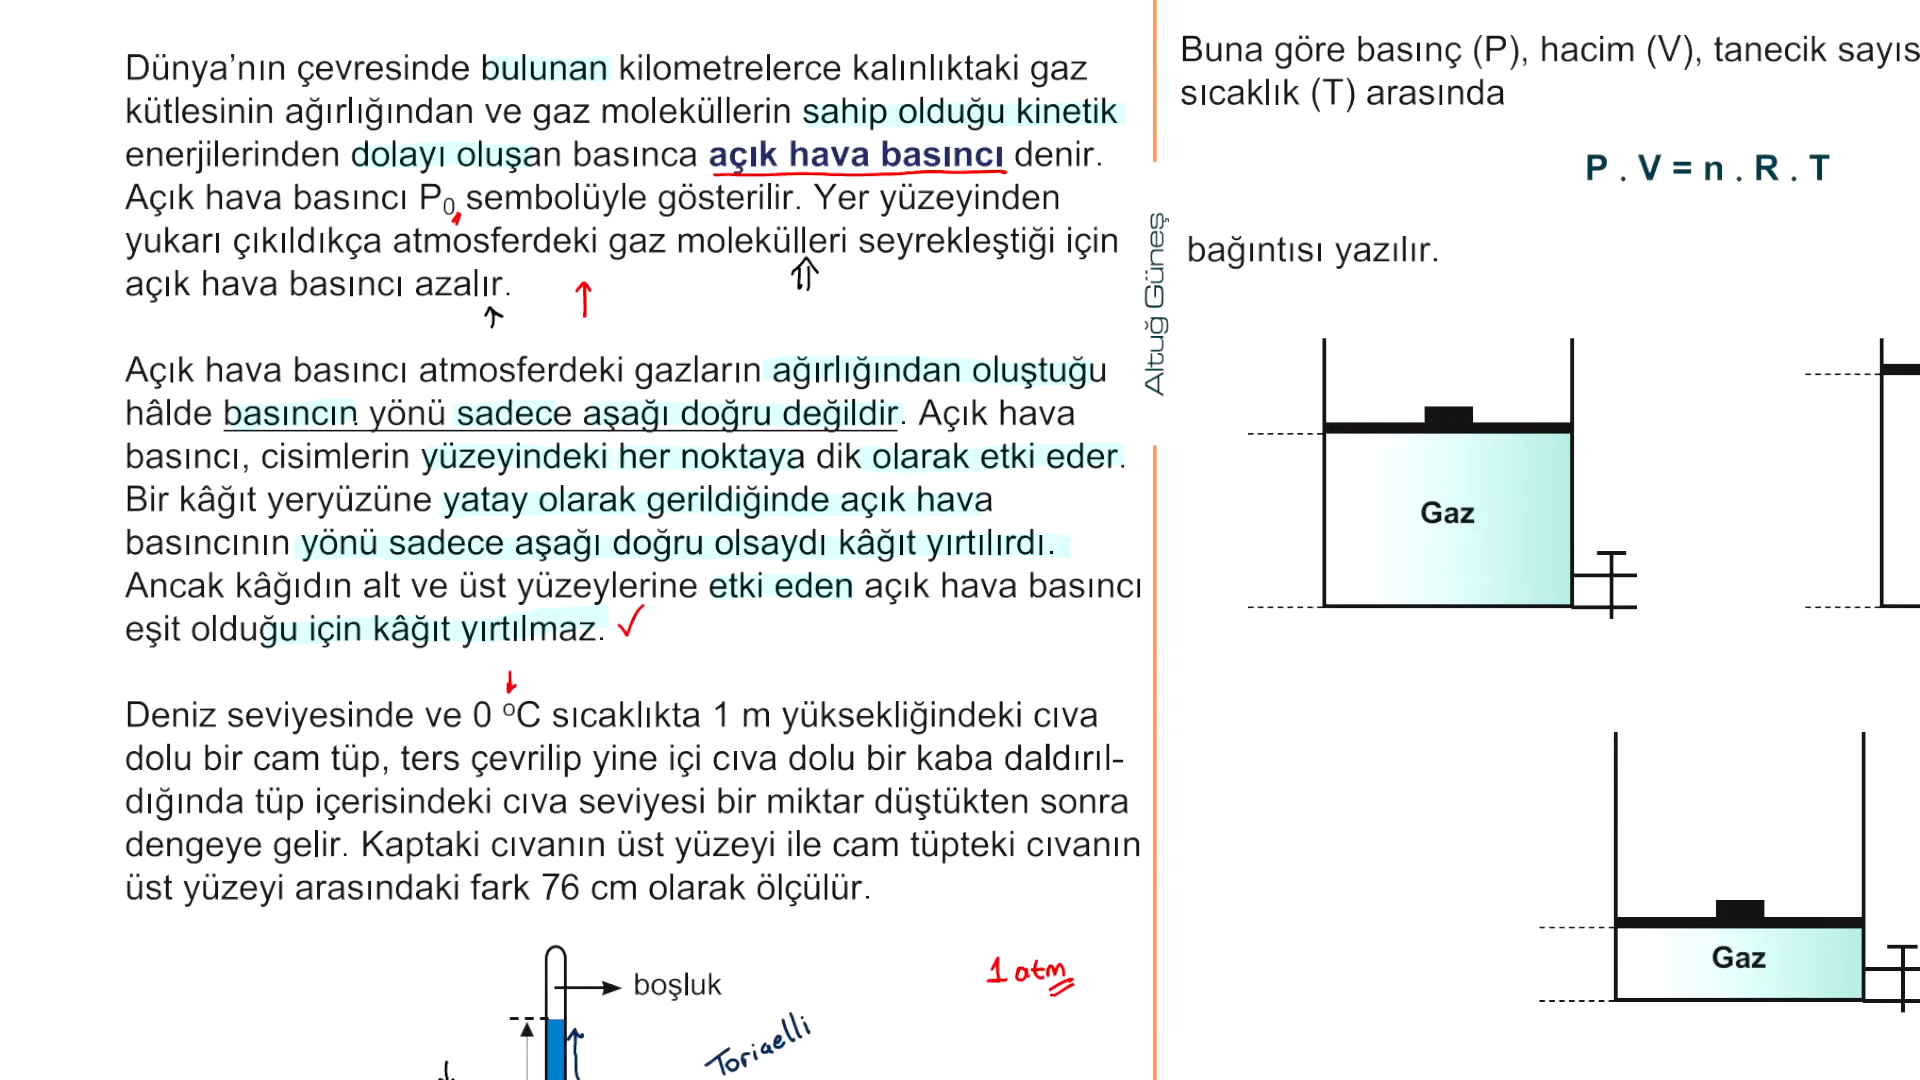 Dünya’nın çevresinde bulunan kilometrelerce kalınlıktaki gaz
kütlesinin ağırlığından ve gaz moleküllerin sahip olduğu kinetik
enerjilerinden dolayı oluşan basınca açık hava basıncı denir.
Açık hava basıncı P0 sembolüyle gösterilir. Yer yüzeyinden
yukarı çıkıldıkça atmosferdeki gaz molekülleri seyrekleştiği için
açık hava basıncı azalır.
Açık hava basıncı atmosferdeki gazların ağırlığından oluştuğu
hâlde basıncın yönü sadece aşağı doğru değildir. Açık hava
basıncı, cisimlerin yüzeyindeki her noktaya dik olarak etki eder.
Bir kâğıt yeryüzüne yatay olarak gerildiğinde açık hava
basıncının yönü sadece aşağı doğru olsaydı kâğıt yırtılırdı.
Ancak kâğıdın alt ve üst yüzeylerine etki eden açık hava basıncı
eşit olduğu için kâğıt yırtılmaz.
Deniz seviyesinde ve 0 °C sıcaklıkta 1 m yüksekliğindeki cıva
dolu bir cam tüp, ters çevrilip yine içi cıva dolu bir kaba daldırıl-
dığında tüp içerisindeki cıva seviyesi bir miktar düştükten sonra
dengeye gelir. Kaptaki cıvanın üst yüzeyi ile cam tüpteki cıvanın
üst yüzeyi arasındaki fark 76 cm olarak ölçülür.
boşluk
1 atm
Altuğ Güneş
Buna göre basınç (P), hacim (V), tanecik sayıs
sıcaklık (T) arasında
P . V = n . R . T
bağıntısı yazılır.
Gaz
Gaz